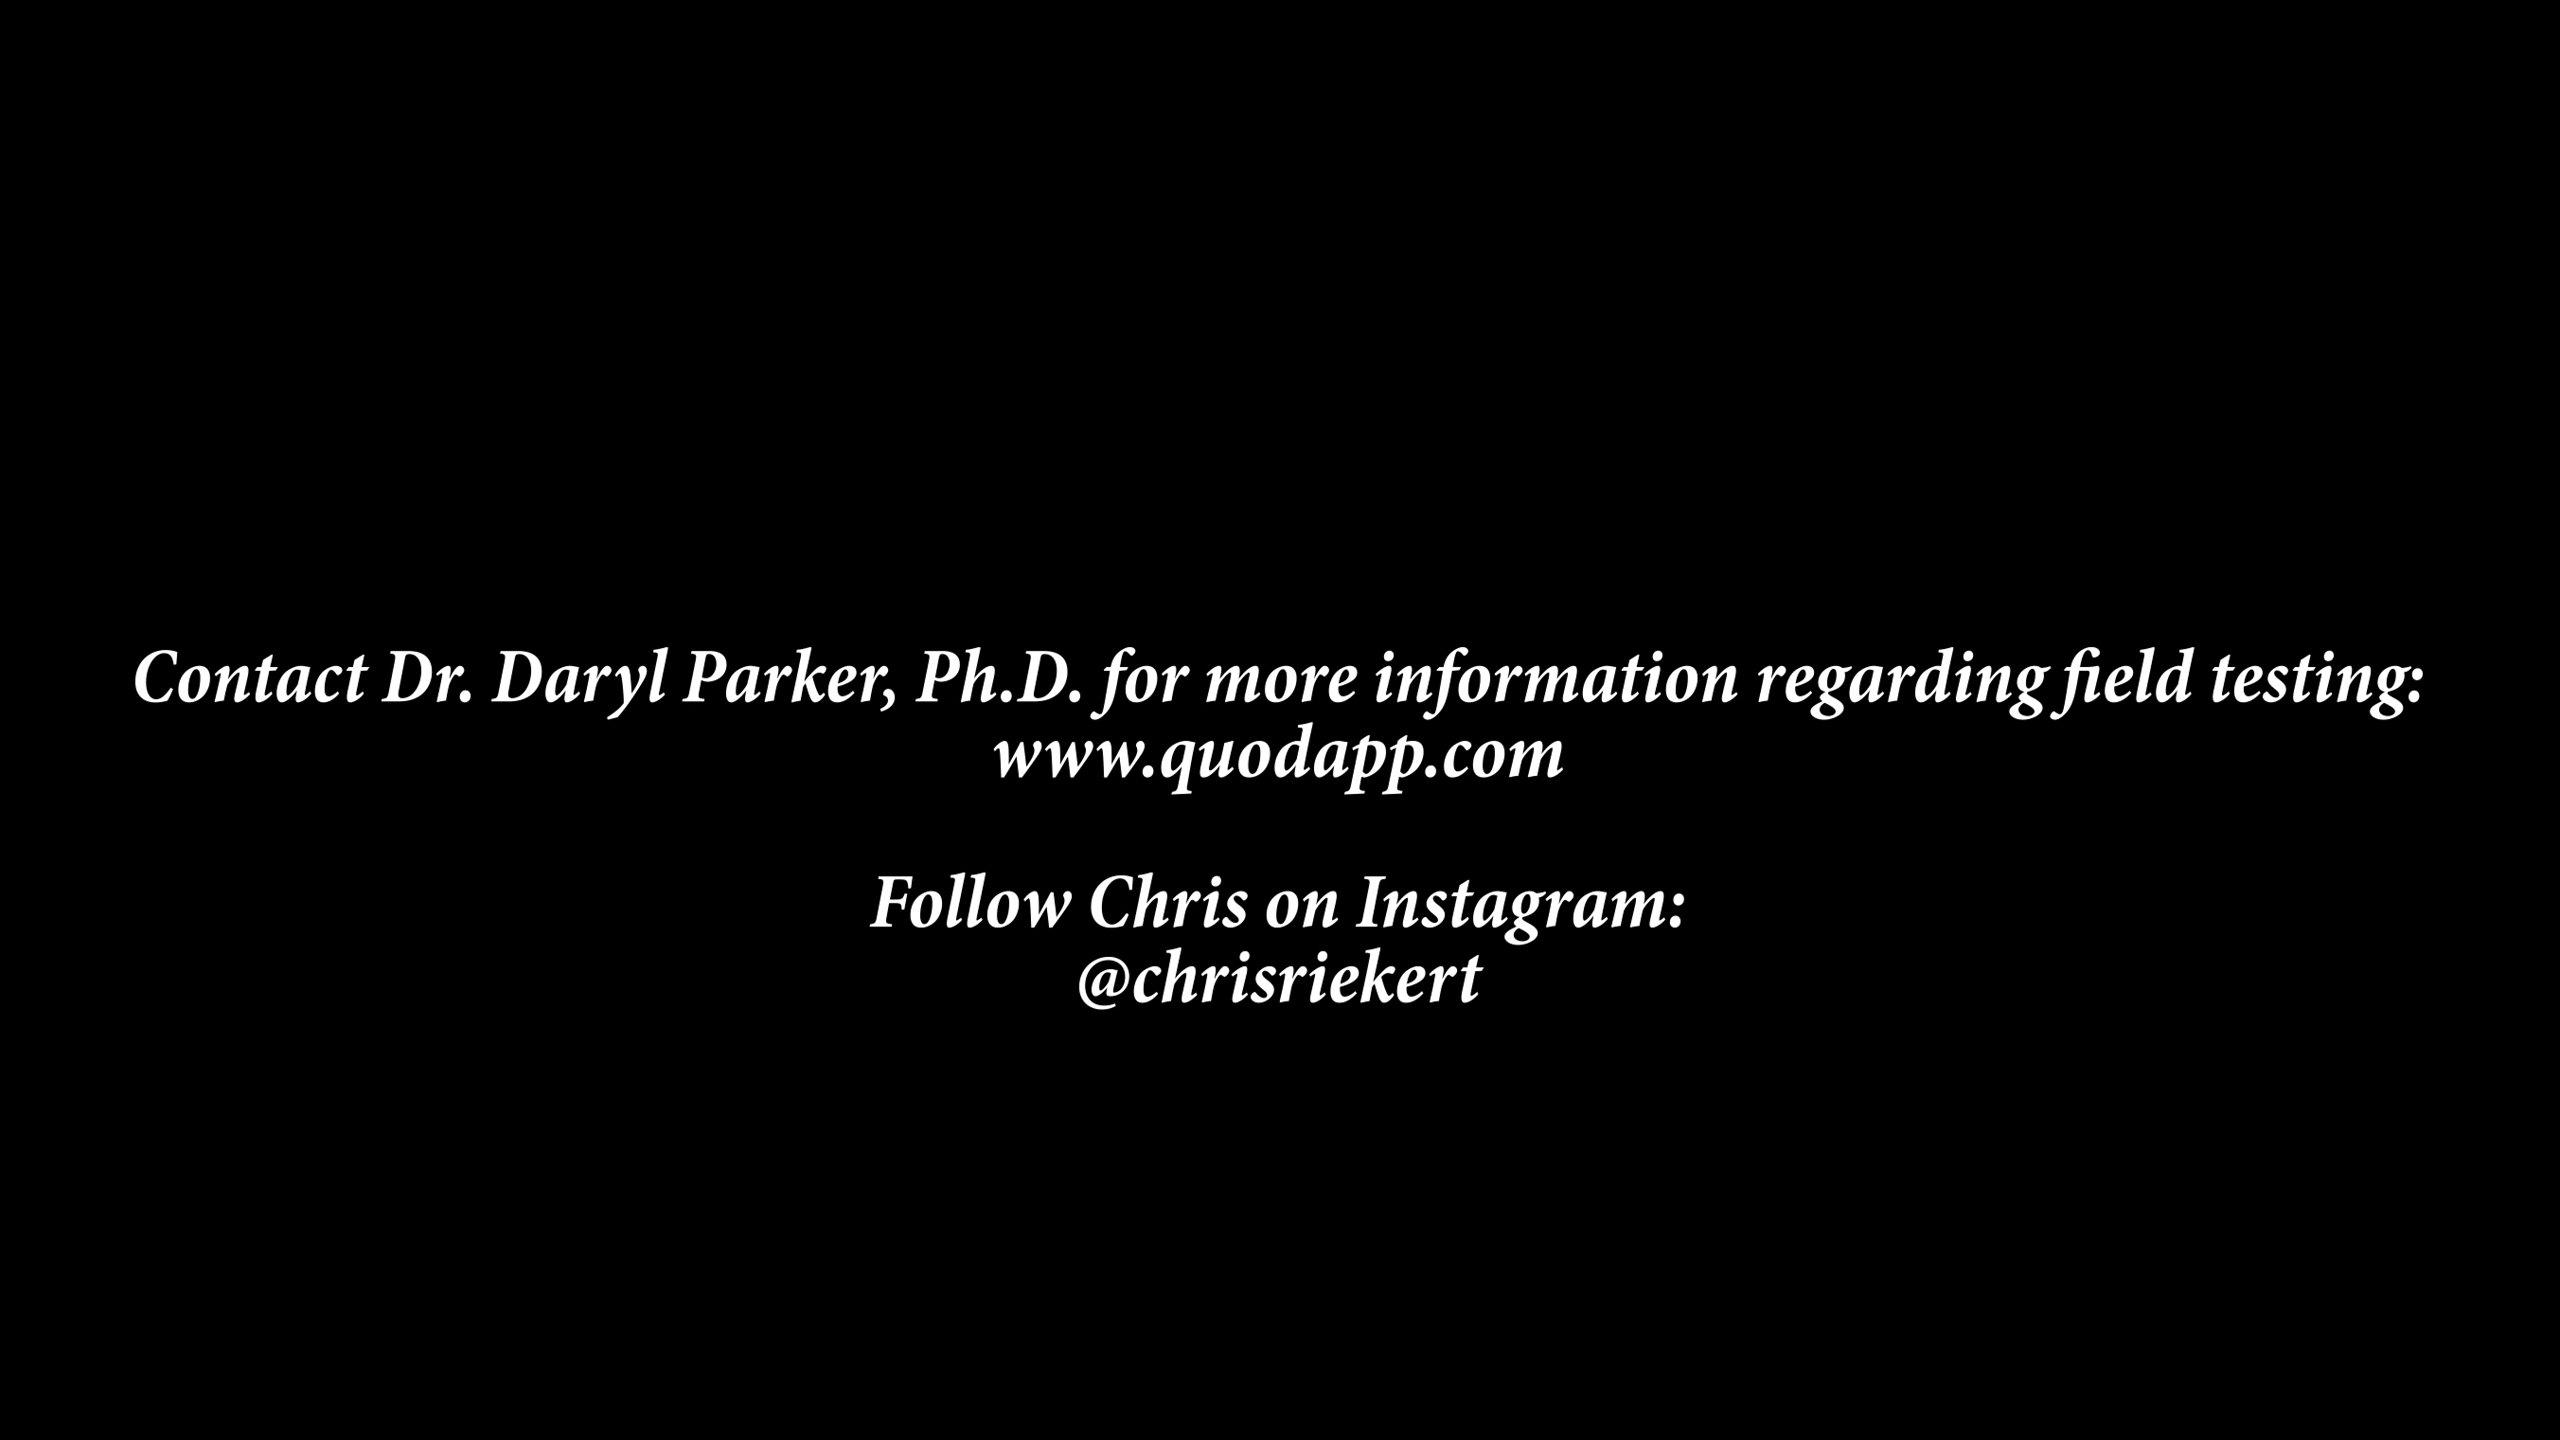 Contact Dr. Daryl Parker, Ph.D. for more information regarding field testing:
www.quodapp.com
Follow Chris on Instagram:
@chrisriekert